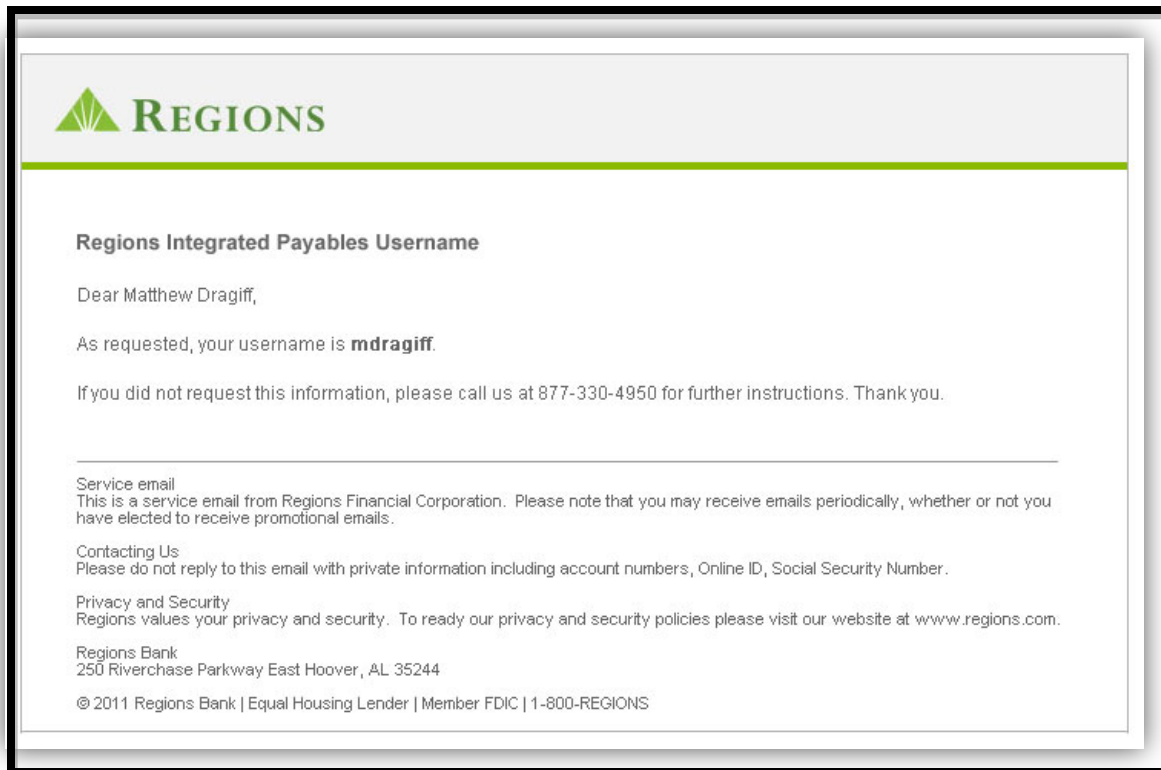 REGIONS
Regions Integrated Payables Username
Dear Matthew Dragiff,
As requested, your username is mdragiff.
If you did not request this information, please call us at 877-330-4950 for further instructions. Thank you.
Service email
This is a service email from Regions Financial Corporation. Please note that you may receive emails periodically, whether or not you
have elected to receive promotional emails.
Contacting Us
Please do not reply to this email with private information including account numbers, Online ID, Social Security Number.
Privacy and Security
Regions values your privacy and security. To ready our privacy and security policies please visit our website at www.regions.com.
Regions Bank
250 Riverchase Parkway East Hoover, AL 35244
© 2011 Regions Bank | Equal Housing Lender | Member FDIC | 1-800-REGIONS